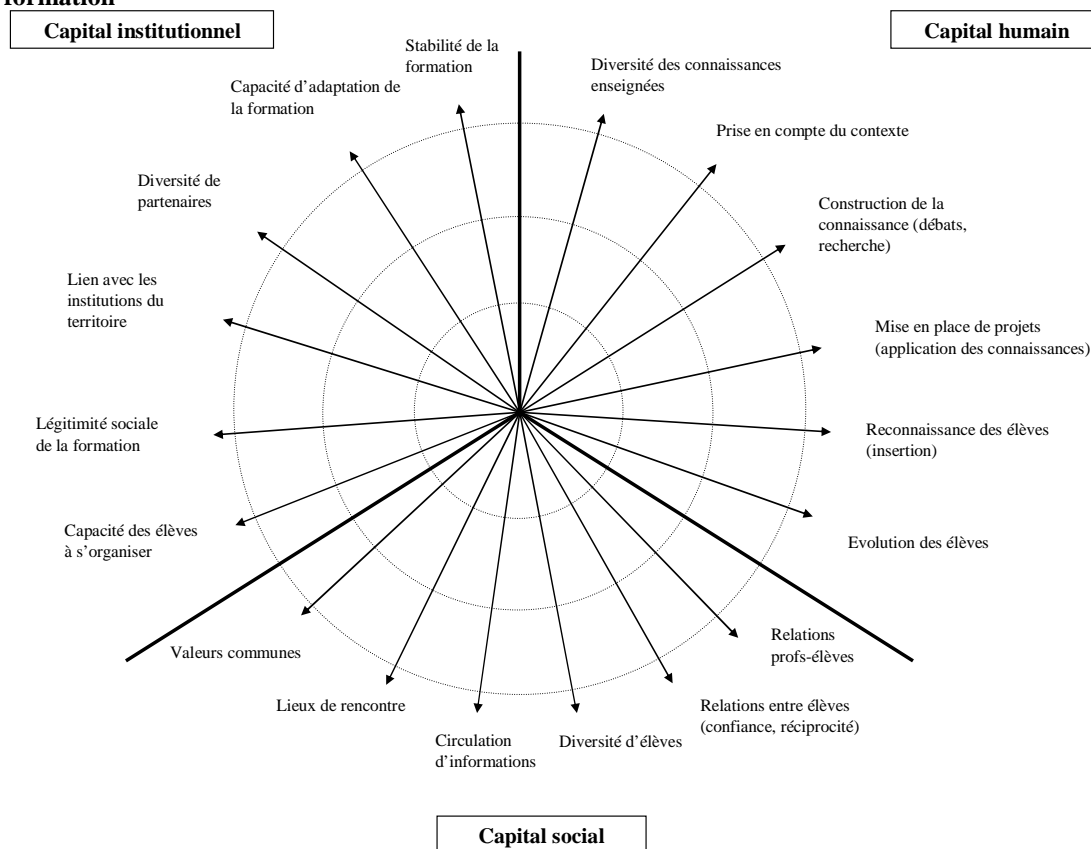 formation
Capital institutionnel
Capital humain
Stabilité de la
formation
Diversité des connaissances
enseignées
Capacité d'adaptation de
la formation
Prise en compte du contexte
Diversité de
partenaires
Construction de la
connaissance (débats,
recherche)
Lien avec les
institutions du
territoire
Mise en place de projets
(application des connaissances)
Légitimité sociale
de la formation
Reconnaissance des élèves
(insertion)
Capacité des élèves
à s'organiser
Evolution des élèves
Valeurs communes
Relations
profs-élèves
Lieux de rencontre
Relations entre élèves
(confiance, réciprocité)
Circulation
d'informations
Diversité d'élèves
Capital social